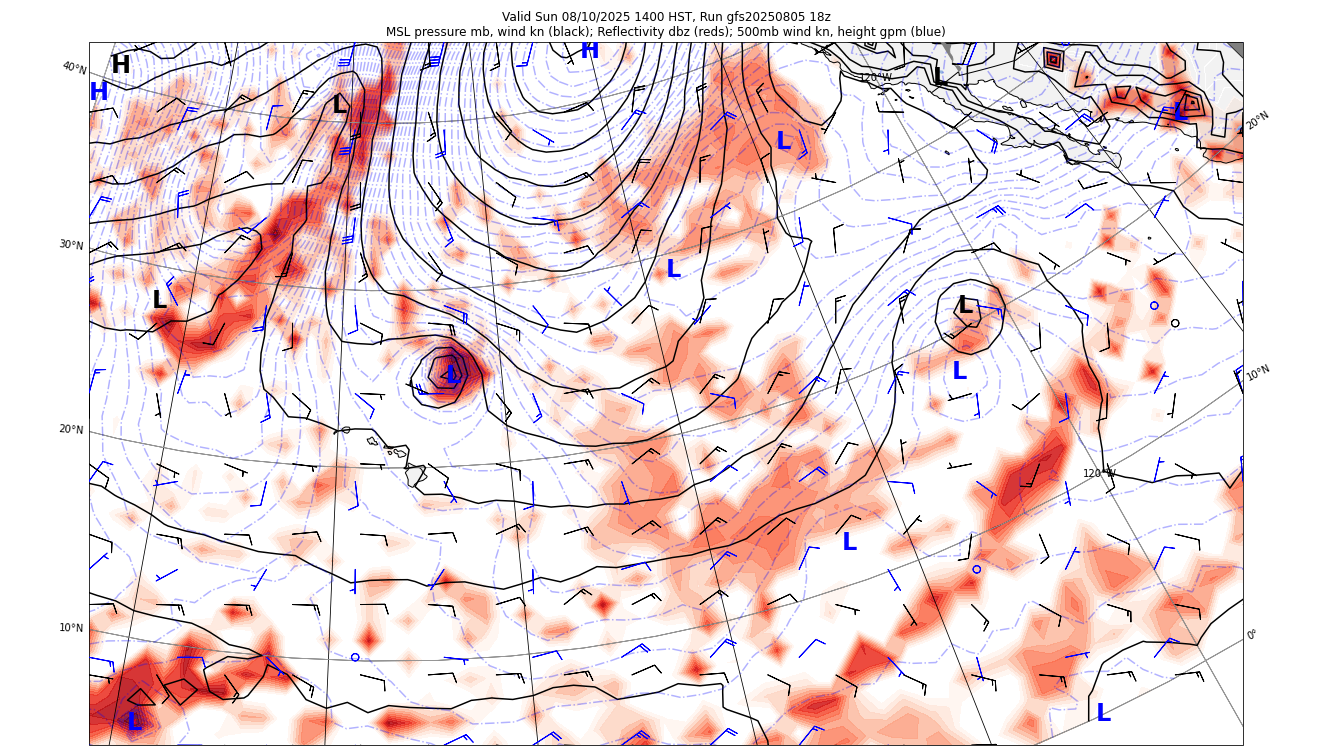 Valid Sun 08/10/2025 1400 HST, Run gfs20250805 18z
MSL pressure mb, wind kn (black); Reflectivity dbz (reds); 500mb wind kn, height gpm (blue)
H
H
40°N
H
L
120°W
L
L
20°N
L
30°N
L
L
L
L
L
10°N
20°N
120°W
L
10°N
0°
L
L